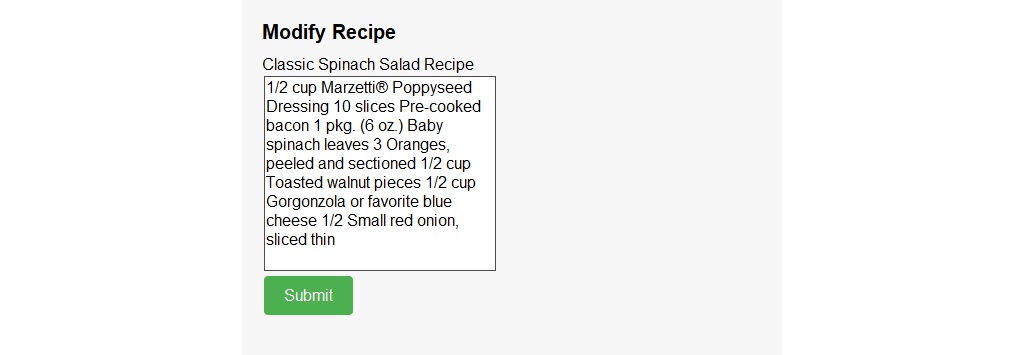 Modify Recipe
Classic Spinach Salad Recipe
1/2 cup Marzetti® Poppyseed
Dressing 10 slices Pre-cooked
bacon 1 pkg. (6 oz.) Baby
spinach leaves 3 Oranges,
peeled and sectioned 1/2 cup
Toasted walnut pieces 1/2 cup
Gorgonzola or favorite blue
cheese 1/2 Small red onion,
sliced thin
Submit